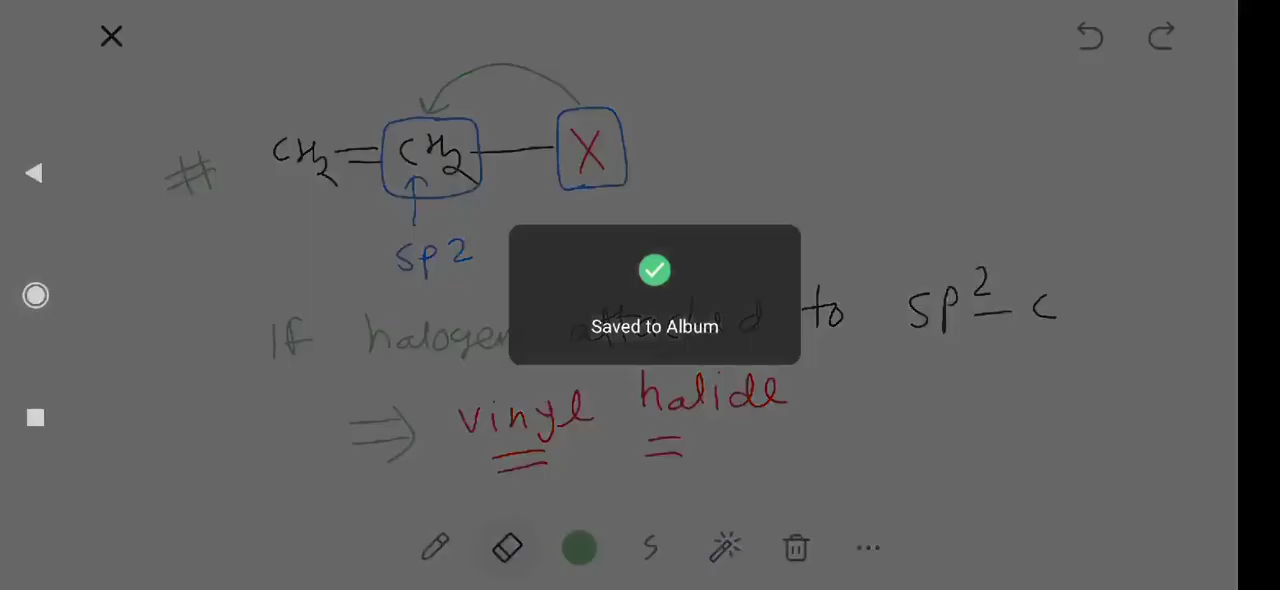 # CH2=CH2—X
sp2
If halogen attached to sp2-c
⇒ vinyl halide
Saved to Album